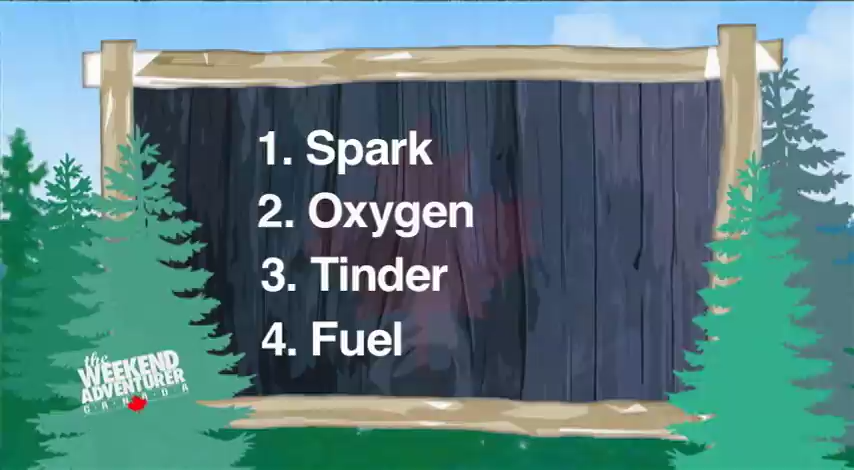 1. Spark
2. Oxygen
3. Tinder
4. Fuel
the
WEEKEND
ADVENTURER
CANADA